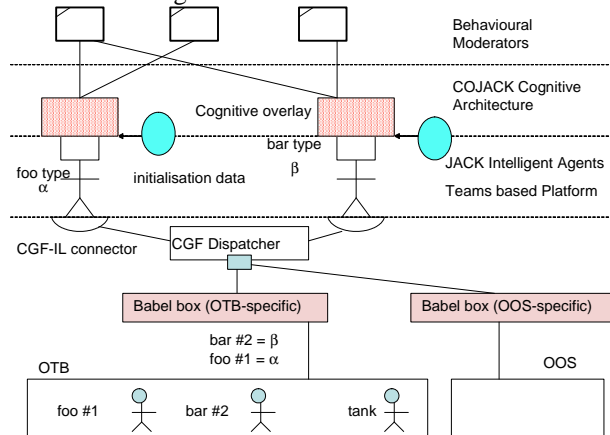 Behavioural
Moderators
COJACK Cognitive
Architecture
Cognitive overlay
bar type
β
foo type
α
initialisation data
JACK Intelligent Agents
Teams based Platform
CGF-IL connector
CGF Dispatcher
Babel box (OTB-specific)
Babel box (OOS-specific)
bar #2 = β
foo #1 = α
OTB
OOS
foo #1
bar #2
tank